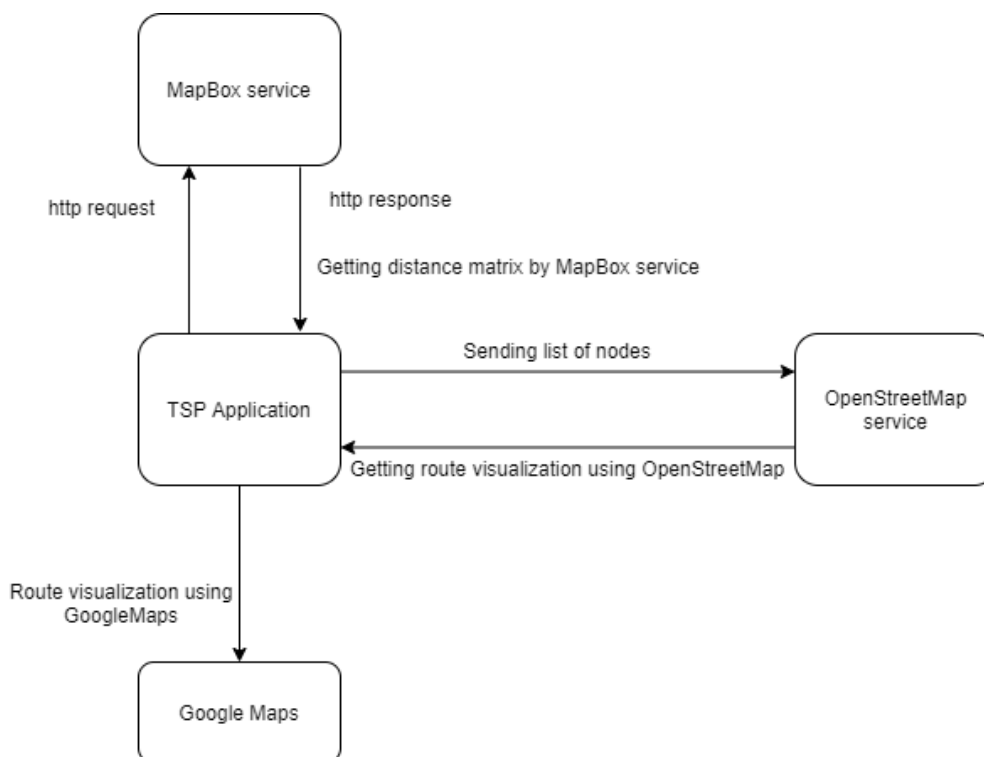 MapBox service
http request
http response
Getting distance matrix by MapBox service
TSP Application
Sending list of nodes
OpenStreetMap
service
Getting route visualization using OpenStreetMap
Route visualization using
GoogleMaps
Google Maps